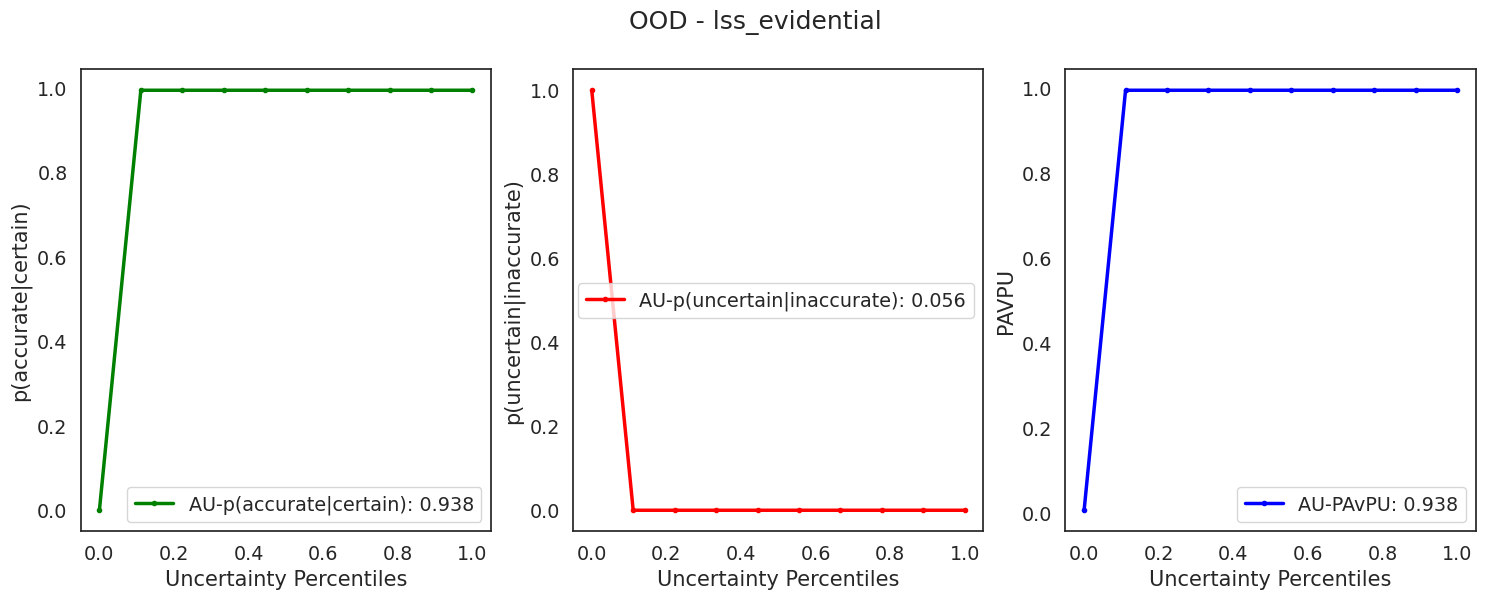 OOD - lss_evidential
p(accurate|certain)
1.0
0.8
0.6
0.4
0.2
0.0
AU-p(accurate|certain): 0.938
0.0 0.2 0.4 0.6 0.8 1.0
Uncertainty Percentiles
p(uncertain|inaccurate)
1.0
0.8
0.6
0.4
0.2
0.0
AU-p(uncertain|inaccurate): 0.056
0.0 0.2 0.4 0.6 0.8 1.0
Uncertainty Percentiles
PAVPU
1.0
0.8
0.6
0.4
0.2
0.0
AU-PAvPU: 0.938
0.0 0.2 0.4 0.6 0.8 1.0
Uncertainty Percentiles